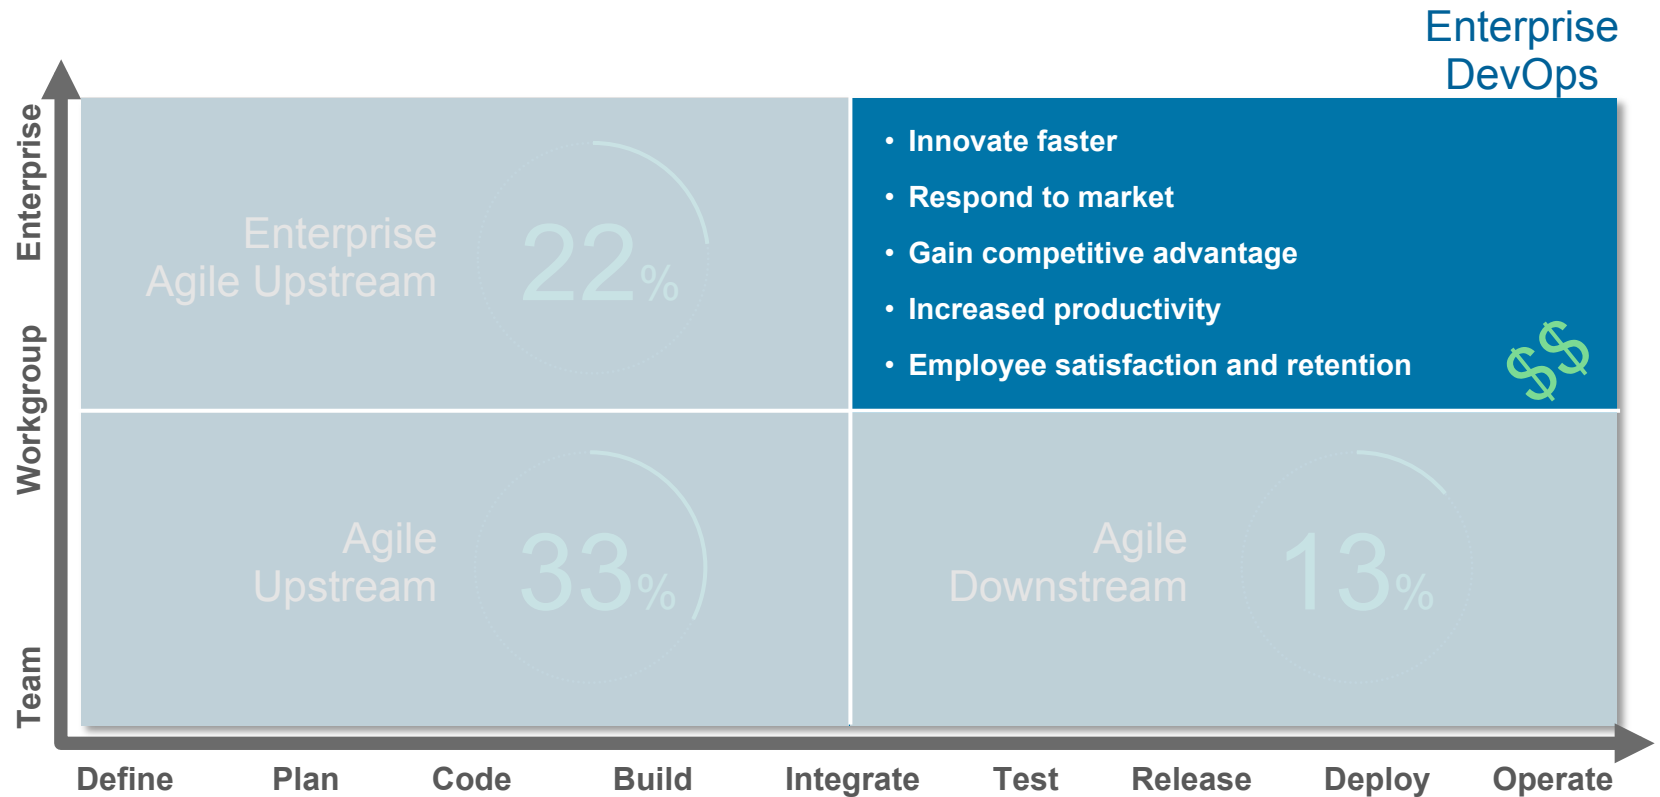 Enterprise
DevOps
Enterprise
Workgroup
Team
Enterprise
Agile Upstream
22%
• Innovate faster
• Respond to market
• Gain competitive advantage
• Increased productivity
• Employee satisfaction and retention
$$
Agile
Upstream
33%
Agile
Downstream
13%
Define Plan Code Build Integrate Test Release Deploy Operate